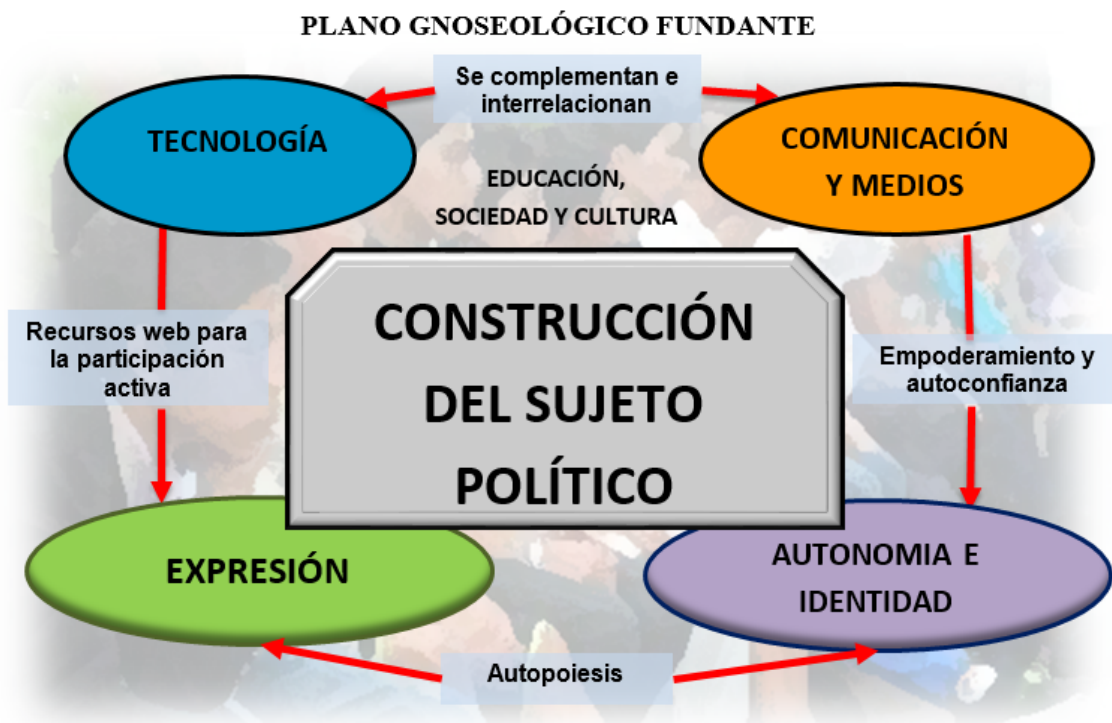 PLANO GNOSEOLÓGICO FUNDANTE
Se complementan e
interrelacionan
TECNOLOGÍA
COMUNICACIÓN
Y MEDIOS
EDUCACIÓN,
SOCIEDAD Y CULTURA
CONSTRUCCIÓN
DEL SUJETO
POLÍTICO
Recursos web para
la participación
activa
Empoderamiento y
autoconfianza
EXPRESIÓN
AUTONOMIA E
IDENTIDAD
Autopoiesis